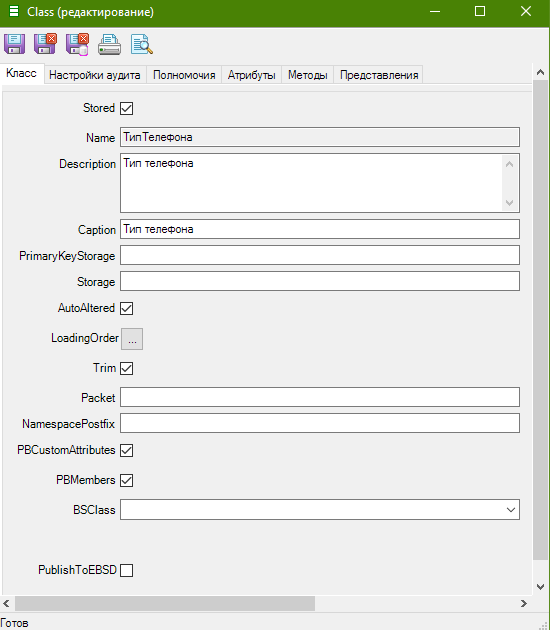 Class (редактирование)
Класс Настройки аудита Полномочия Атрибуты Методы Представления
Stored
Name ТипТелефона
Description Тип телефона
Caption Тип телефона
PrimaryKeyStorage
Storage
AutoAltered
LoadingOrder ...
Trim
Packet
NamespacePostfix
PBCustomAttributes
PBMembers
BSClass
PublishToEBSD
Готов